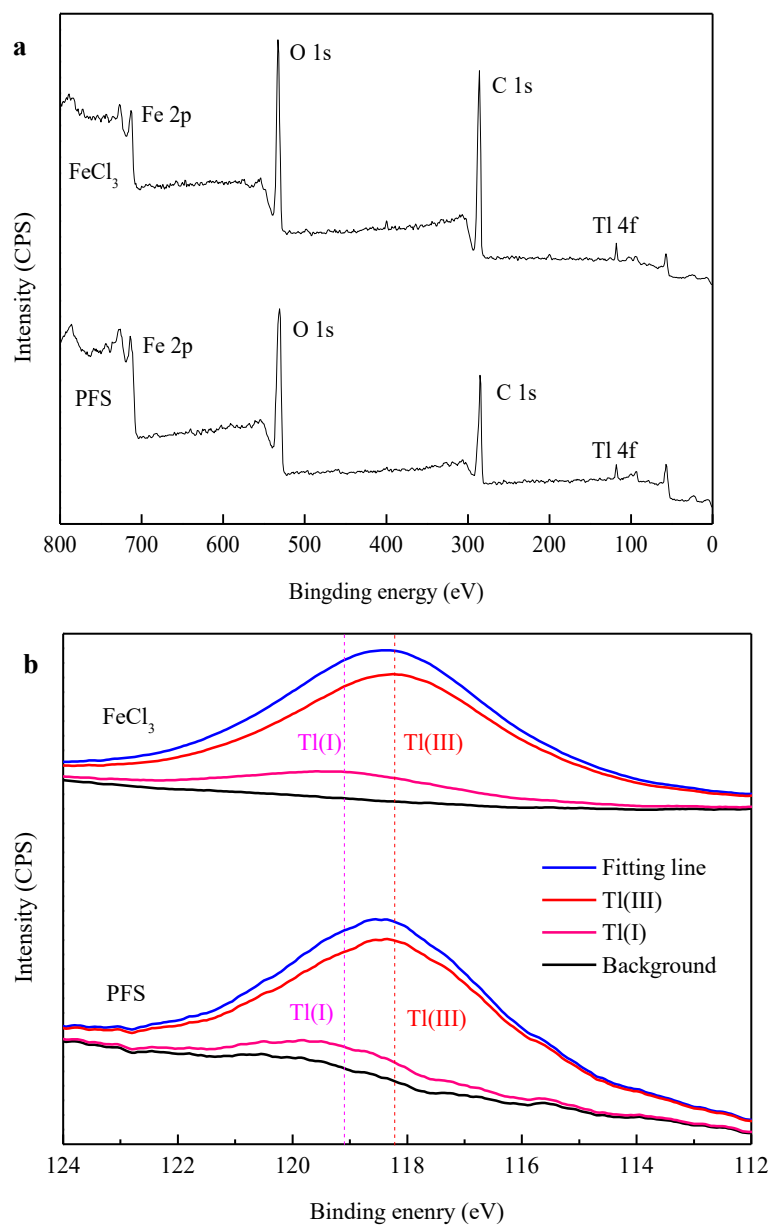 a
O 1s
C 1s
Fe 2p
FeCl3
Tl 4f
O 1s
Fe 2p
PFS
C 1s
Tl 4f
Intensity (CPS)
800 700 600 500 400 300 200 100 0
Bingding energy (eV)
b
FeCl3
Tl(I) Tl(III)
Fitting line
Tl(III)
Tl(I)
Background
PFS
Tl(I) Tl(III)
Intensity (CPS)
124 122 120 118 116 114 112
Binding enenry (eV)